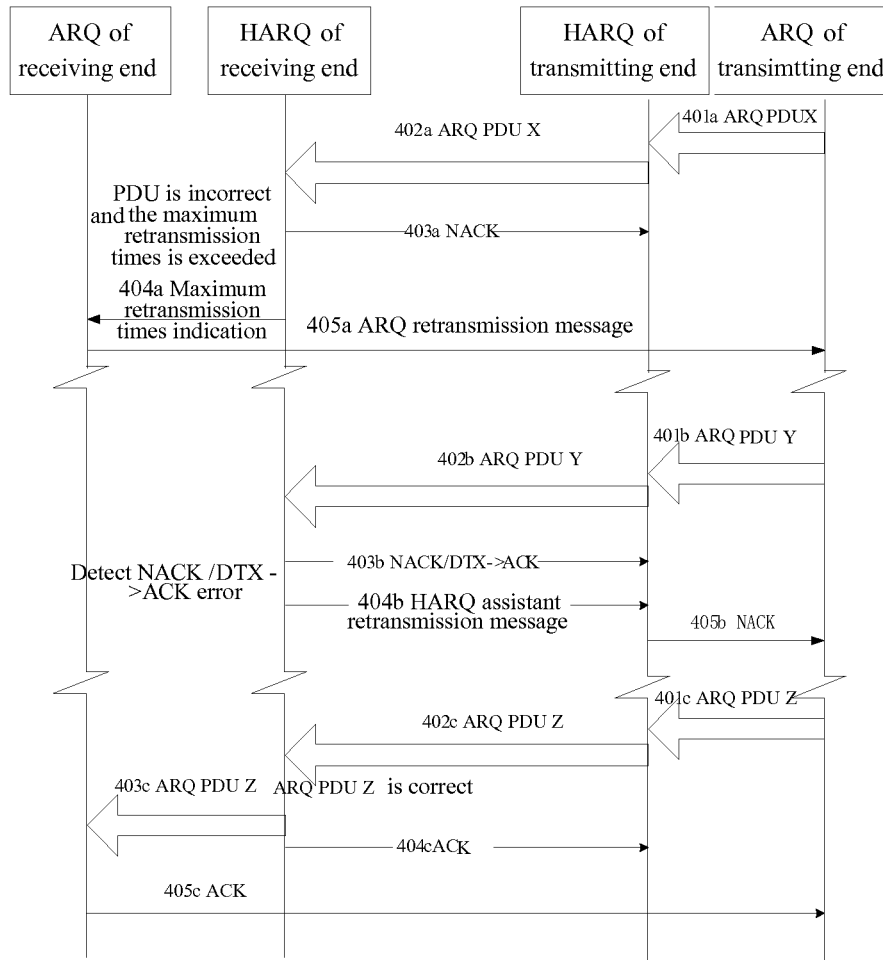 ARQ of
receiving end
HARQ of
receiving end
HARQ of
transmitting end
ARQ of
transimtting end
401a ARQ PDUX
402a ARQ PDU X
PDU is incorrect
and the maximum
retransmission
times is exceeded
403a NACK
404a Maximum
retransmission
times indication
405a ARQ retransmission message
401b ARQ PDU Y
402b ARQ PDU Y
403b NACK/DTX->ACK
Detect NACK /DTX -
>ACK error
404b HARQ assistant
retransmission message
405b NACK
401c ARQ PDU Z
402c ARQ PDU Z
403c ARQ PDU Z
ARQ PDU Z is correct
404cACK
405c ACK